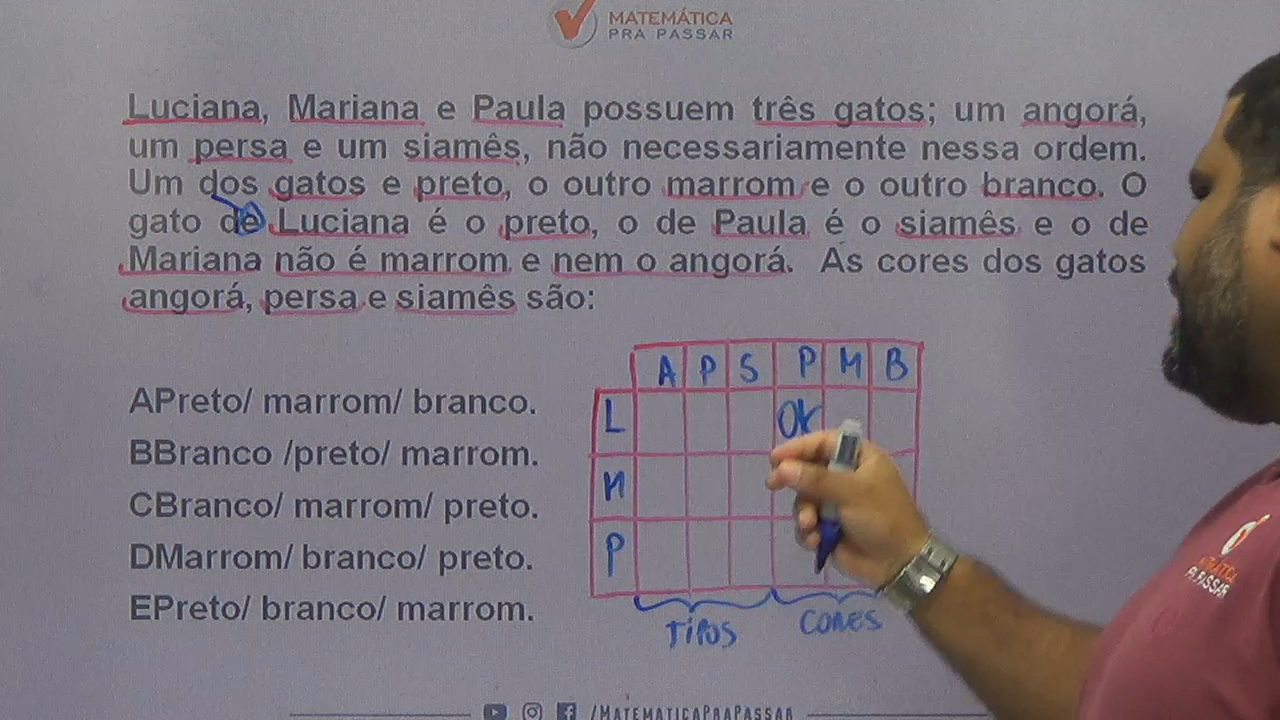 MATEMÁTICA
PRA PASSAR
Luciana, Mariana e Paula possuem três gatos; um angorá,
um persa e um siamês, não necessariamente nessa ordem.
Um dos gatos e preto, o outro marrom e o outro branco. O
gato de Luciana é o preto, o de Paula é o siamês e o de
Mariana não é marrom e nem o angorá. As cores dos gatos
angorá, persa e siamês são:
APreto/ marrom/ branco.
BBranco /preto/ marrom.
CBranco/ marrom/ preto.
DMarrom/ branco/ preto.
EPreto/ branco/ marrom.
A P S P M B
L OK
M
P
TIPOS CORES
/MATEMATICAPRAPASSAR
PRA PASSAR